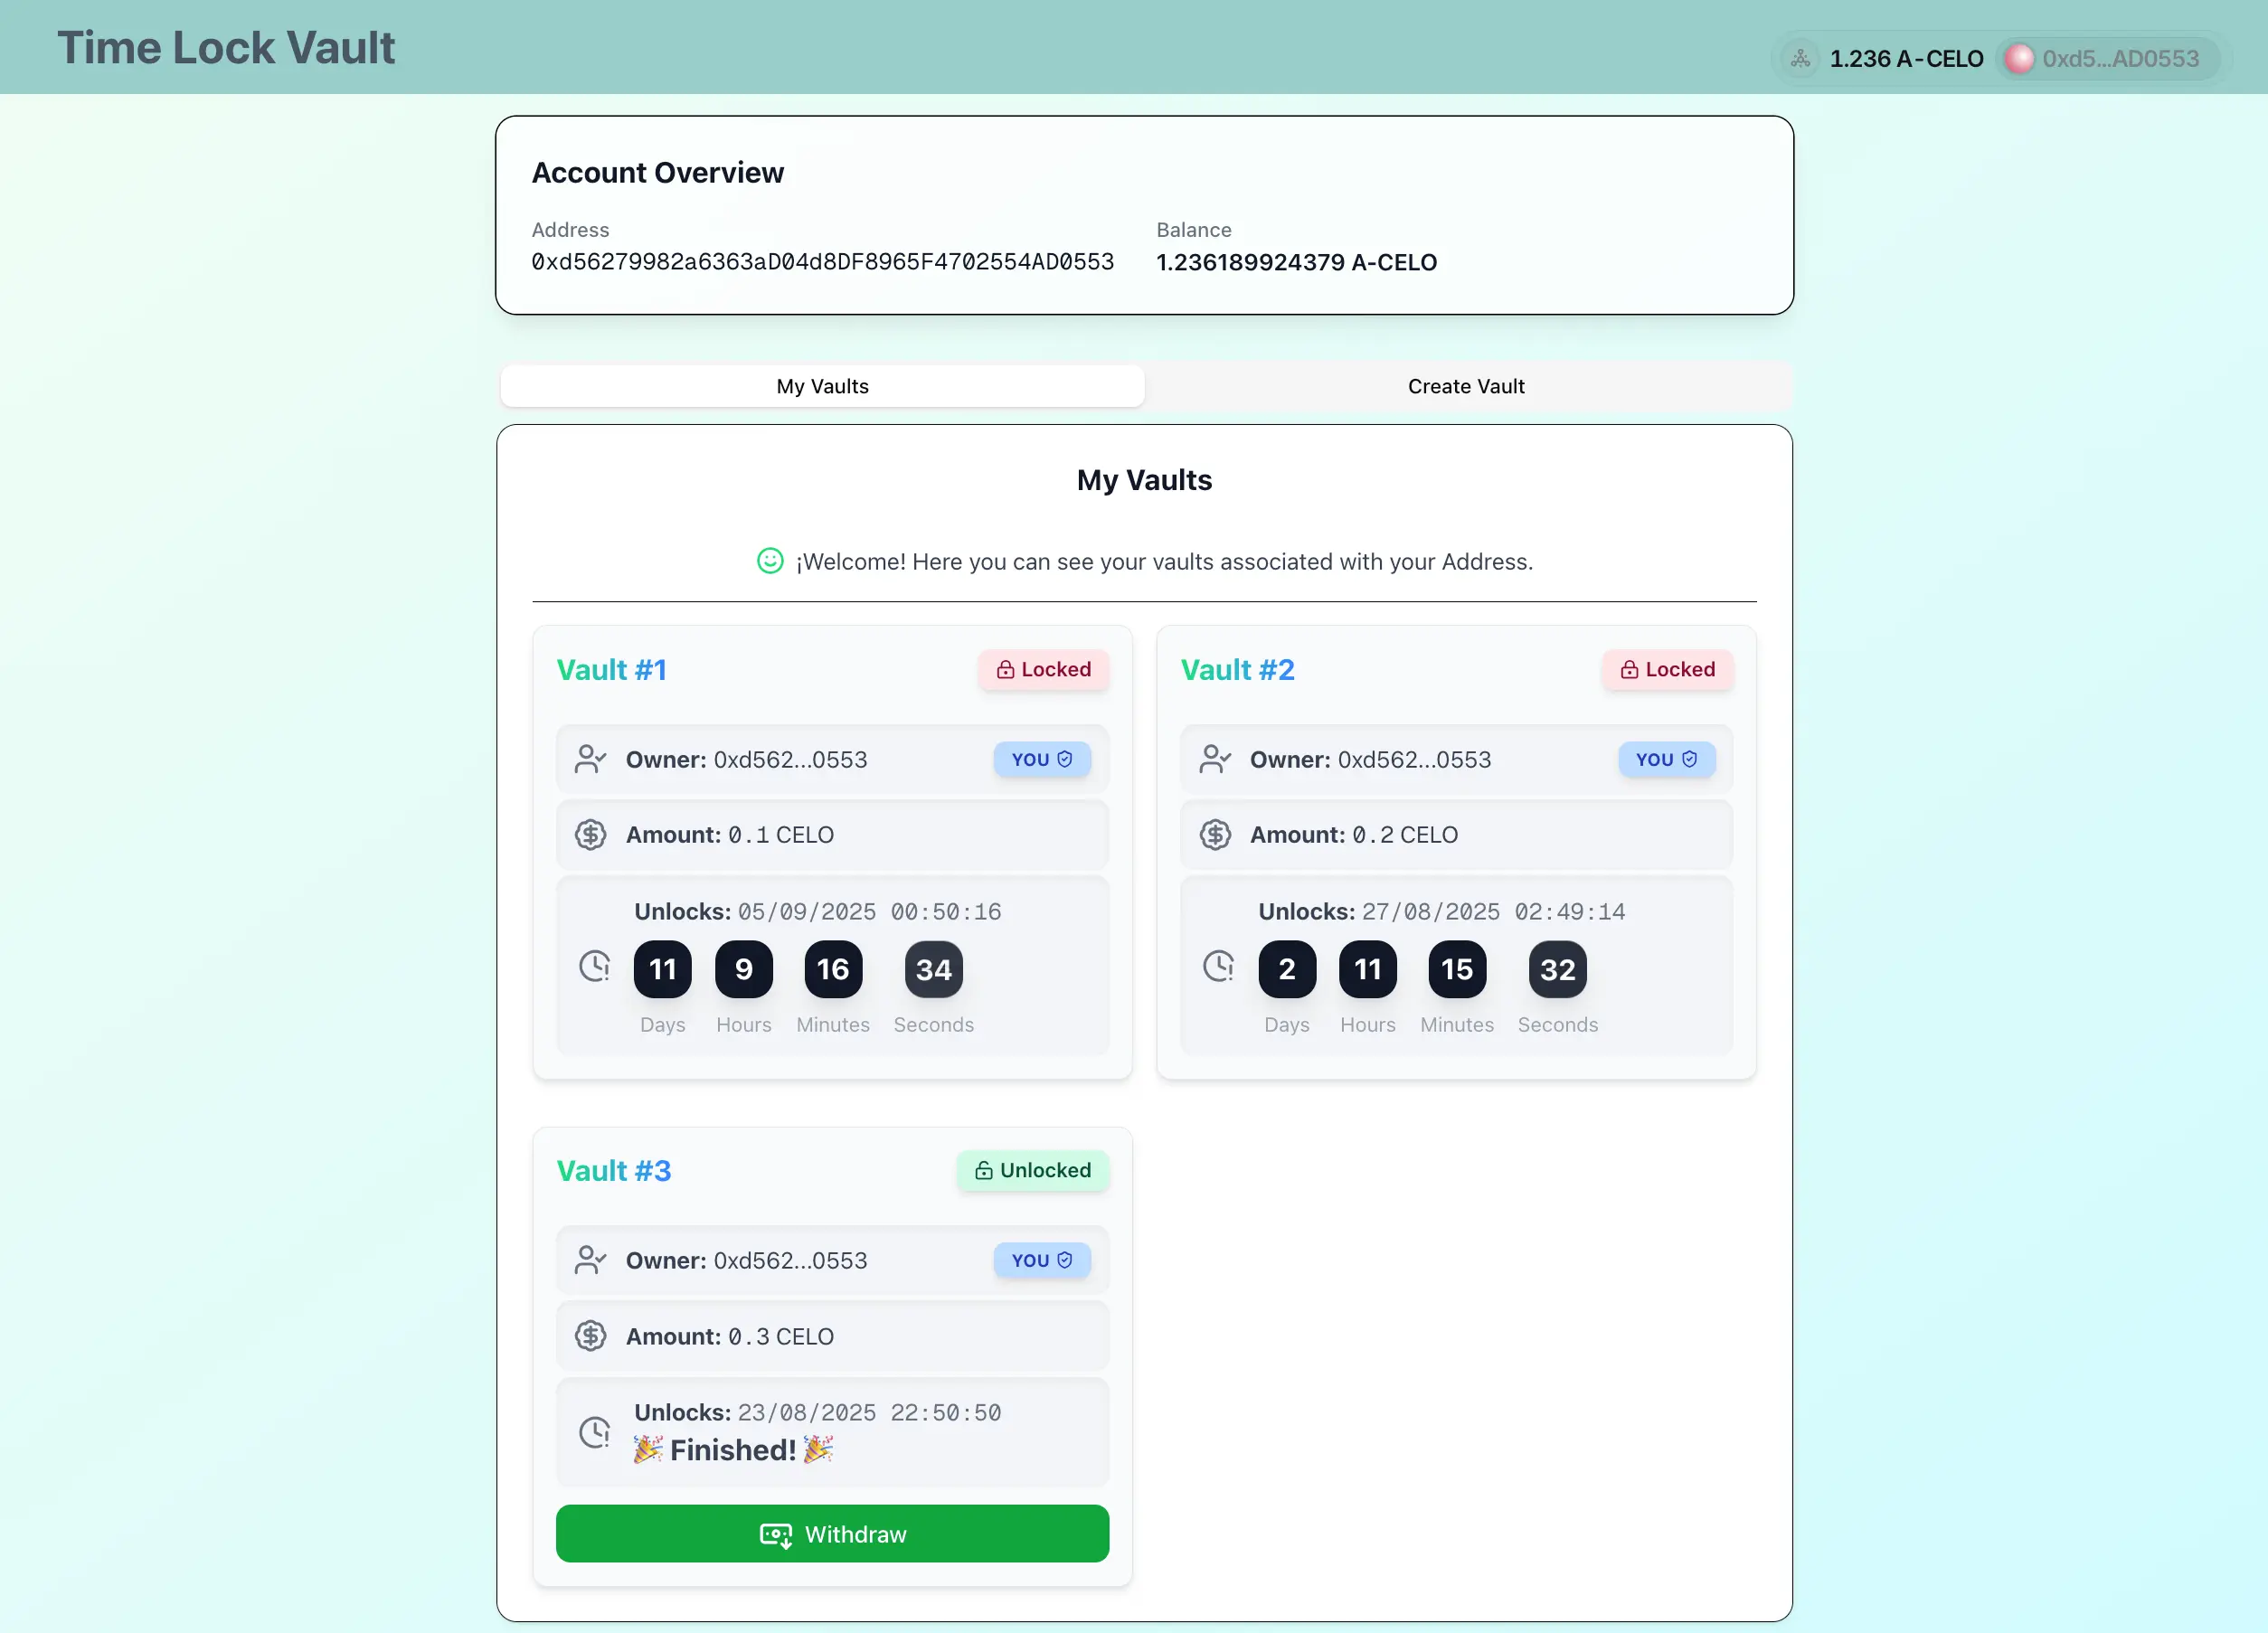 Time Lock Vault
1.236 A-CELO 0xd5...AD0553
Account Overview
Address
0xd56279982a6363aD04d8DF8965F4702554AD0553
Balance
1.236189924379 A-CELO
My Vaults
Create Vault
My Vaults
¡Welcome! Here you can see your vaults associated with your Address.
Vault #1
Locked
Owner: 0xd562...0553
YOU
Amount: 0.1 CELO
Unlocks: 05/09/2025 00:50:16
11 9 16 34
Days Hours Minutes Seconds
Vault #2
Locked
Owner: 0xd562...0553
YOU
Amount: 0.2 CELO
Unlocks: 27/08/2025 02:49:14
2 11 15 32
Days Hours Minutes Seconds
Vault #3
Unlocked
Owner: 0xd562...0553
YOU
Amount: 0.3 CELO
Unlocks: 23/08/2025 22:50:50
🎉 Finished! 🎉
Withdraw